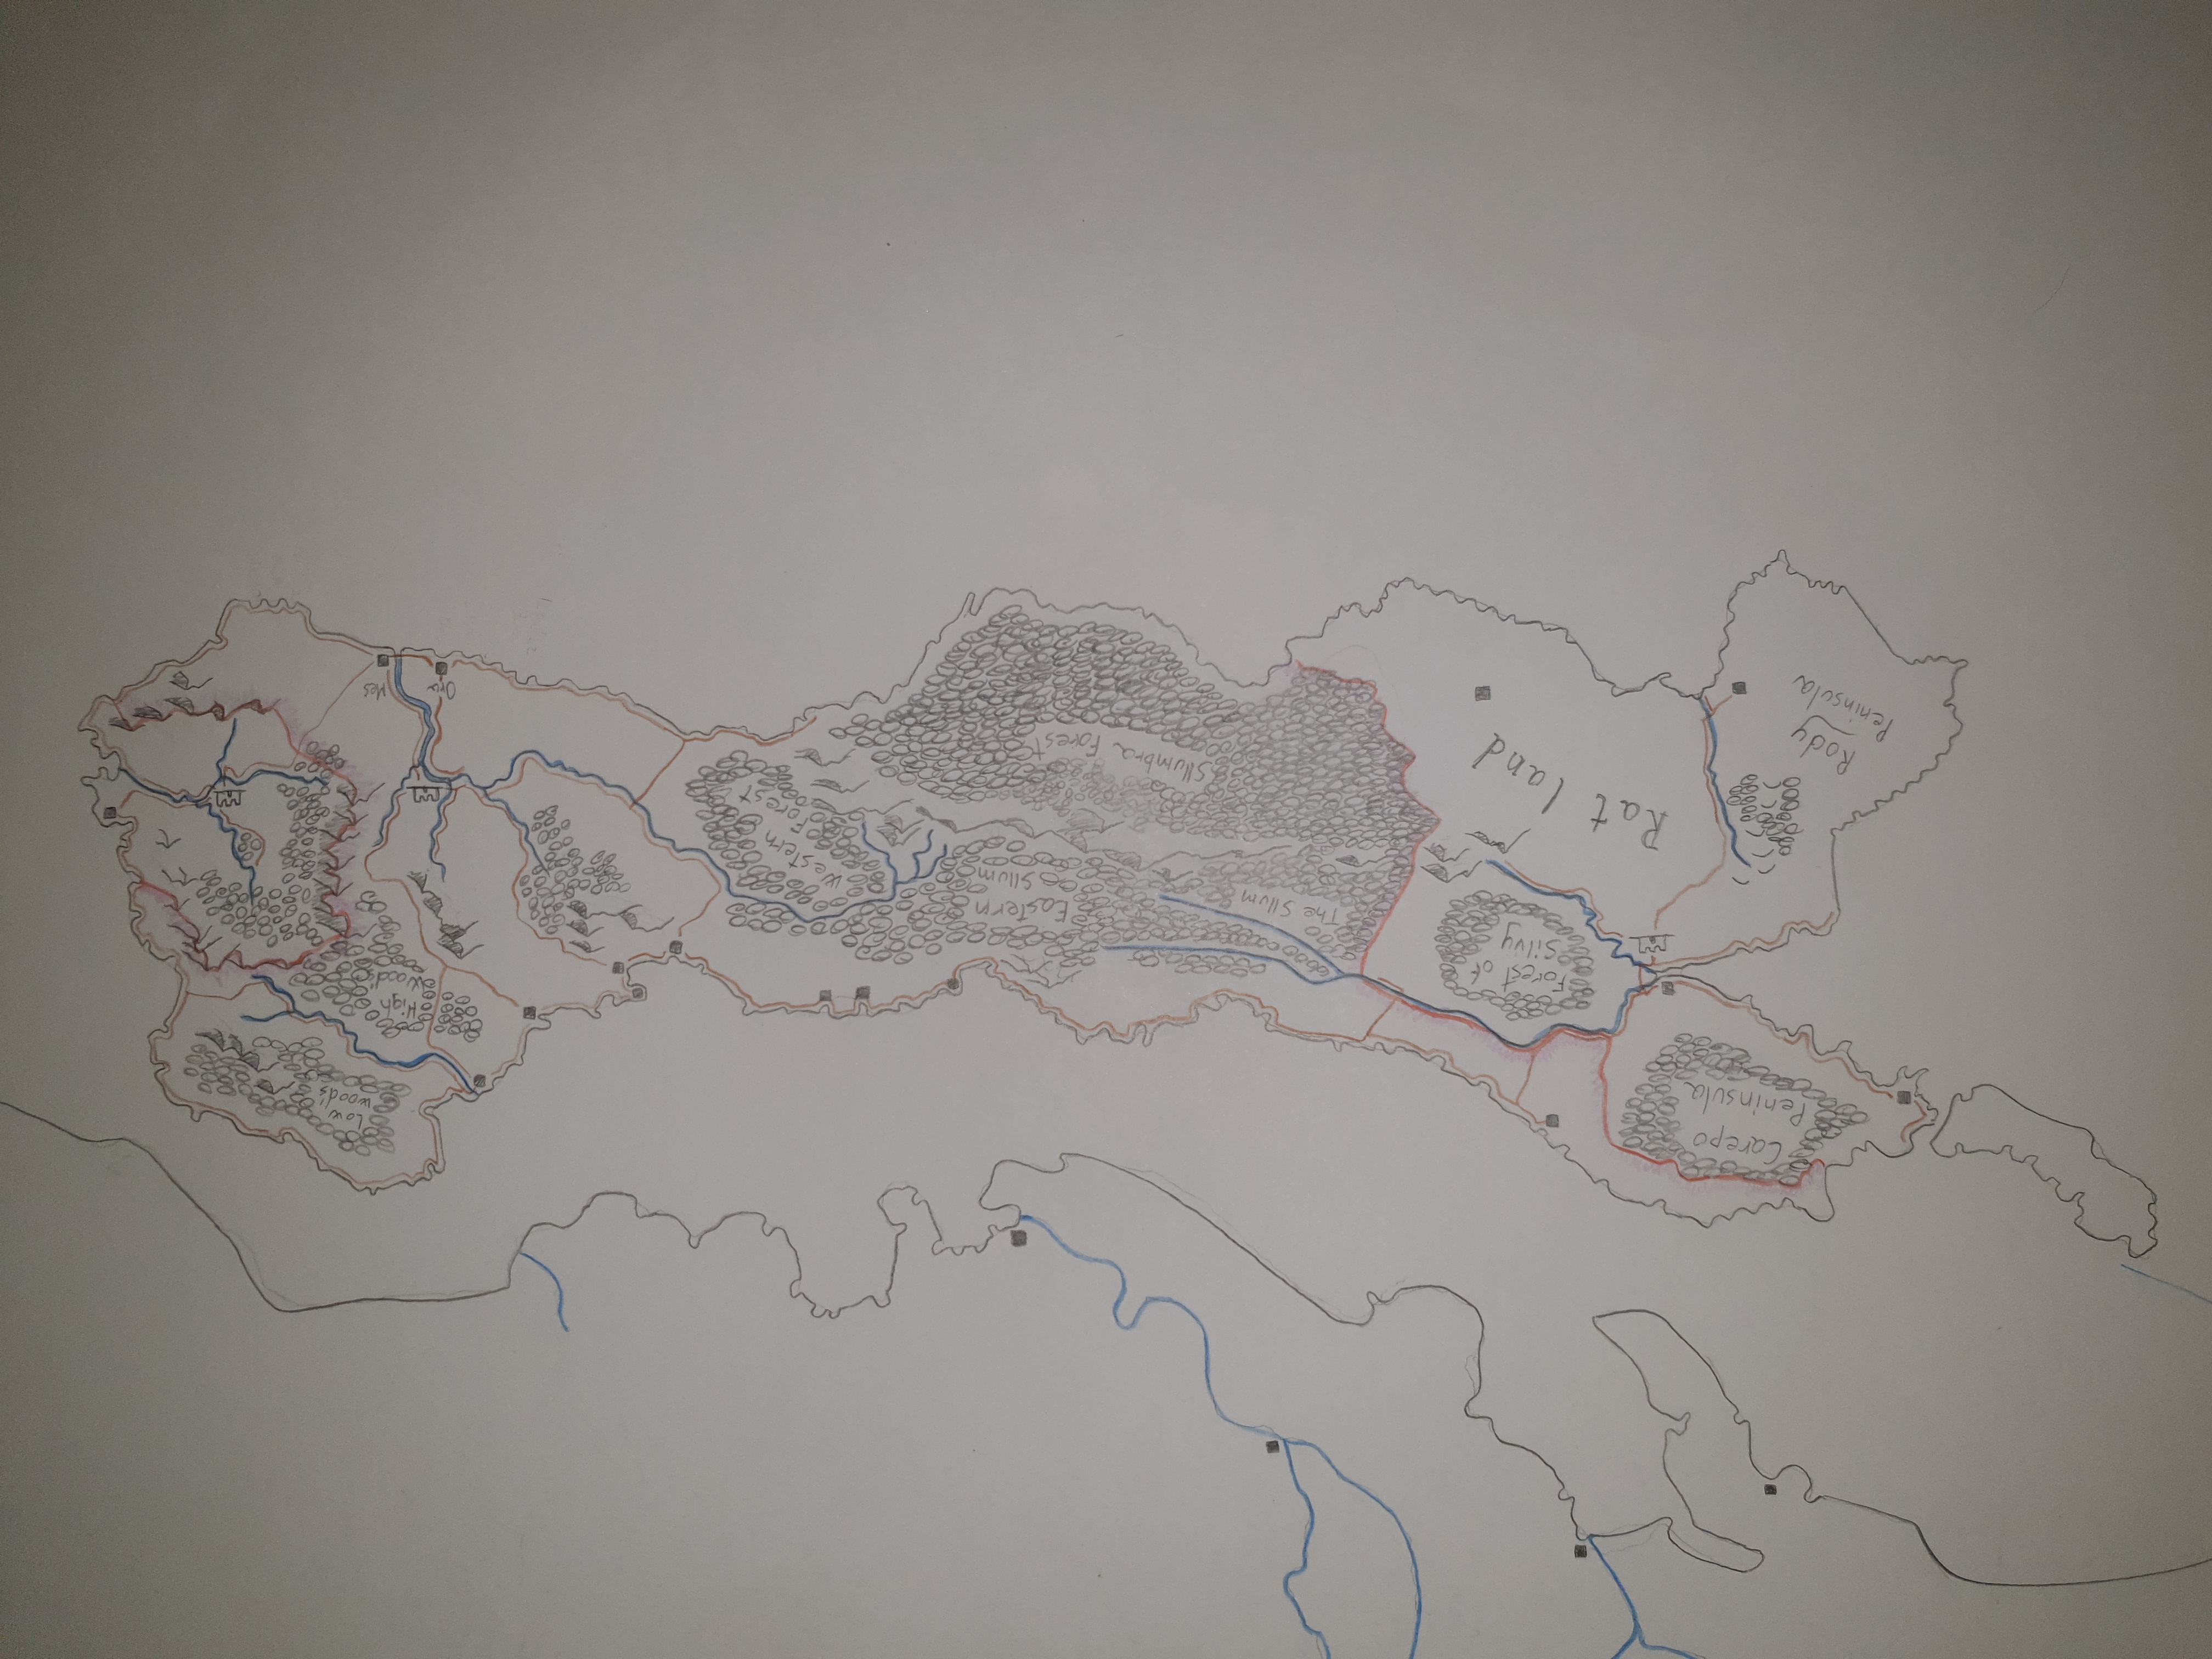 Carepo
Peninsula
Forest of
Silvy
Rat land
Rody
Peninsula
The Sllum
Eastern
Sllum
Western
Forest
Sllumbra Forest
Low
woods
High
Woods
Ora
Mes